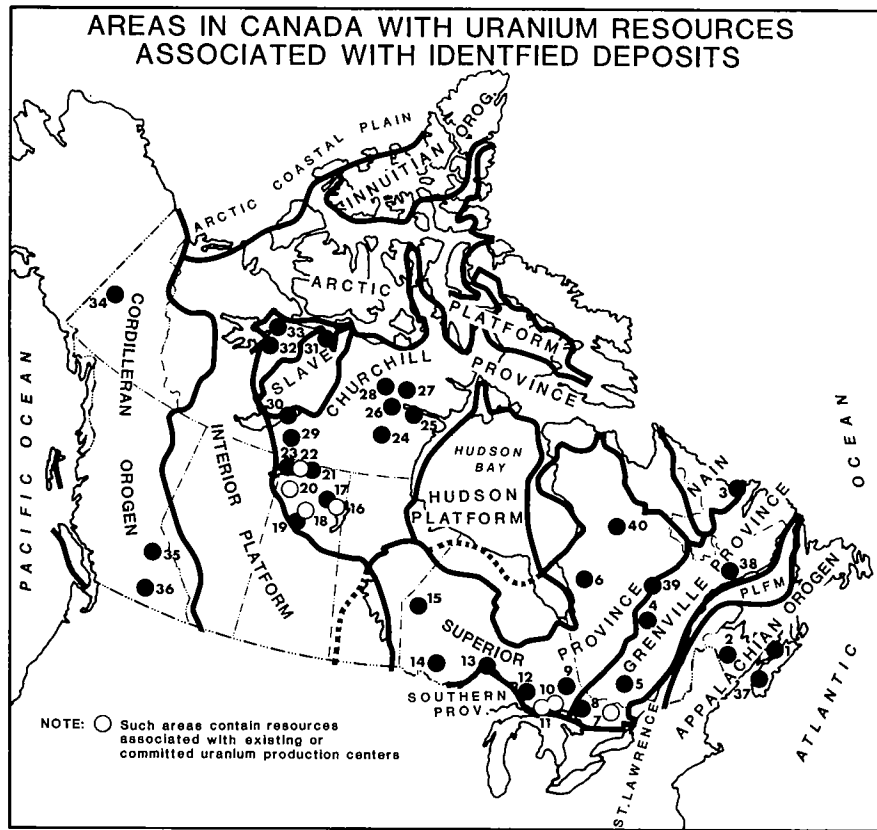 AREAS IN CANADA WITH URANIUM RESOURCES
ASSOCIATED WITH IDENTFIED DEPOSITS
ARCTIC COASTAL PLAIN
INNUITIAN OROG.
ARCTIC
PLATFORM
PROVINCE
CHURCHILL
SLAVE
CORDILLERAN
OROGEN
INTERIOR
PLATFORM
PACIFIC OCEAN
HUDSON
BAY
HUDSON
PLATFORM
NAIN
OCEAN
ATLANTIC
SUPERIOR
PROVINCE
GRENVILLE PROVINCE
PLFM
APPALACHIAN OROGEN
ST. LAWRENCE
SOUTHERN
PROV.
34
33
32
31
30
29
28
27
26
25
24
23
22
21
20
17
16
18
19
35
36
15
14
13
12
10
11
9
8
7
5
6
4
39
40
3
38
2
1
37
NOTE: Such areas contain resources
associated with existing or
committed uranium production centers